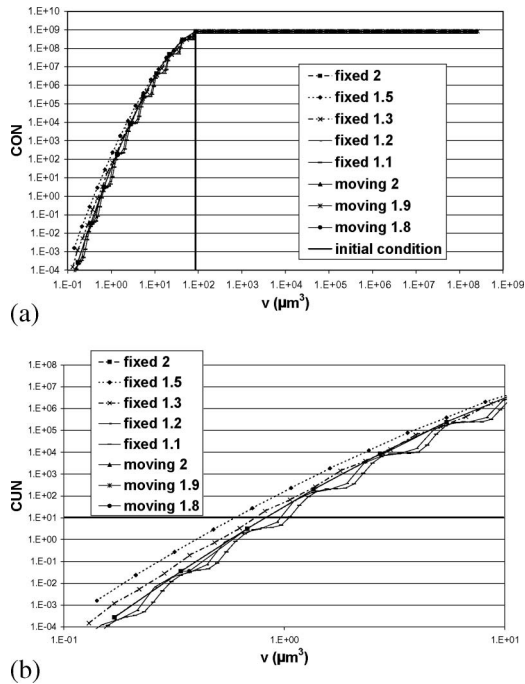 1.E+10
1.E+09
1.E+08
1.E+07
1.E+06
1.E+05
1.E+04
1.E+03
1.E+02
1.E+01
1.E+00
1.E-01
1.E-02
1.E-03
1.E-04
CON
fixed 2
fixed 1.5
fixed 1.3
fixed 1.2
fixed 1.1
moving 2
moving 1.9
moving 1.8
initial condition
1.E-01 1.E+00 1.E+01 1.E+02 1.E+03 1.E+04 1.E+05 1.E+06 1.E+07 1.E+08 1.E+09
v (µm³)
(a)
1.E+08
1.E+07
1.E+06
1.E+05
1.E+04
1.E+03
1.E+02
1.E+01
1.E+00
1.E-01
1.E-02
1.E-03
1.E-04
CUN
fixed 2
fixed 1.5
fixed 1.3
fixed 1.2
fixed 1.1
moving 2
moving 1.9
moving 1.8
1.E-01 1.E+00 1.E+01
v (µm³)
(b)